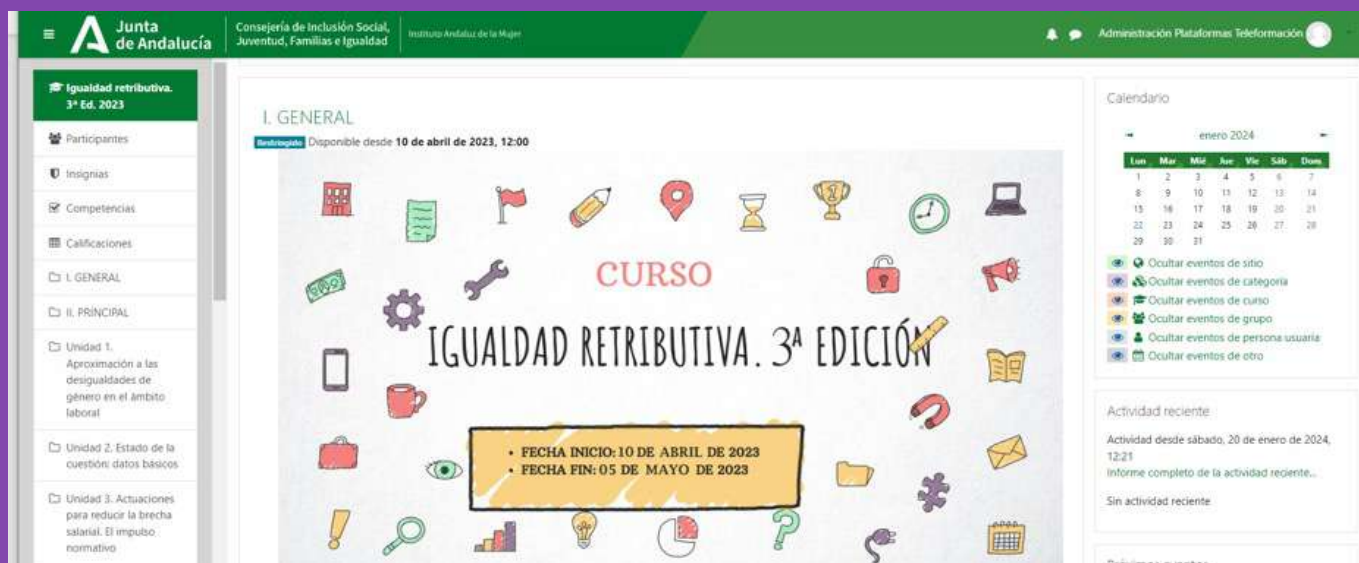 Junta
de Andalucía
Consejería de Inclusión Social,
Juventud, Familias e Igualdad
Instituto Andaluz de la Mujer
Administración Plataformas Teleformación
Igualdad retributiva.
3ª Ed. 2023
Participantes
Insignias
Competencias
Calificaciones
I. GENERAL
II. PRINCIPAL
Unidad 1.
Aproximación a las
desigualdades de
género en el ámbito
laboral
Unidad 2. Estado de la
cuestión: datos básicos
Unidad 3. Actuaciones
para reducir la brecha
salarial. El impulso
normativo
I. GENERAL
Restringido Disponible desde 10 de abril de 2023, 12:00
CURSO
IGUALDAD RETRIBUTIVA. 3ª EDICIÓN
• FECHA INICIO: 10 DE ABRIL DE 2023
• FECHA FIN: 05 DE MAYO DE 2023
Calendario
enero 2024
Lun Mar Mié Jue Vie Sáb Dom
1 2 3 4 5 6 7
8 9 10 11 12 13 14
15 16 17 18 19 20 21
22 23 24 25 26 27 28
29 30 31
Ocultar eventos de sitio
Ocultar eventos de categoría
Ocultar eventos de curso
Ocultar eventos de grupo
Ocultar eventos de persona usuaria
Ocultar eventos de otro
Actividad reciente
Actividad desde sábado, 20 de enero de 2024,
12:21
Informe completo de la actividad reciente...
Sin actividad reciente